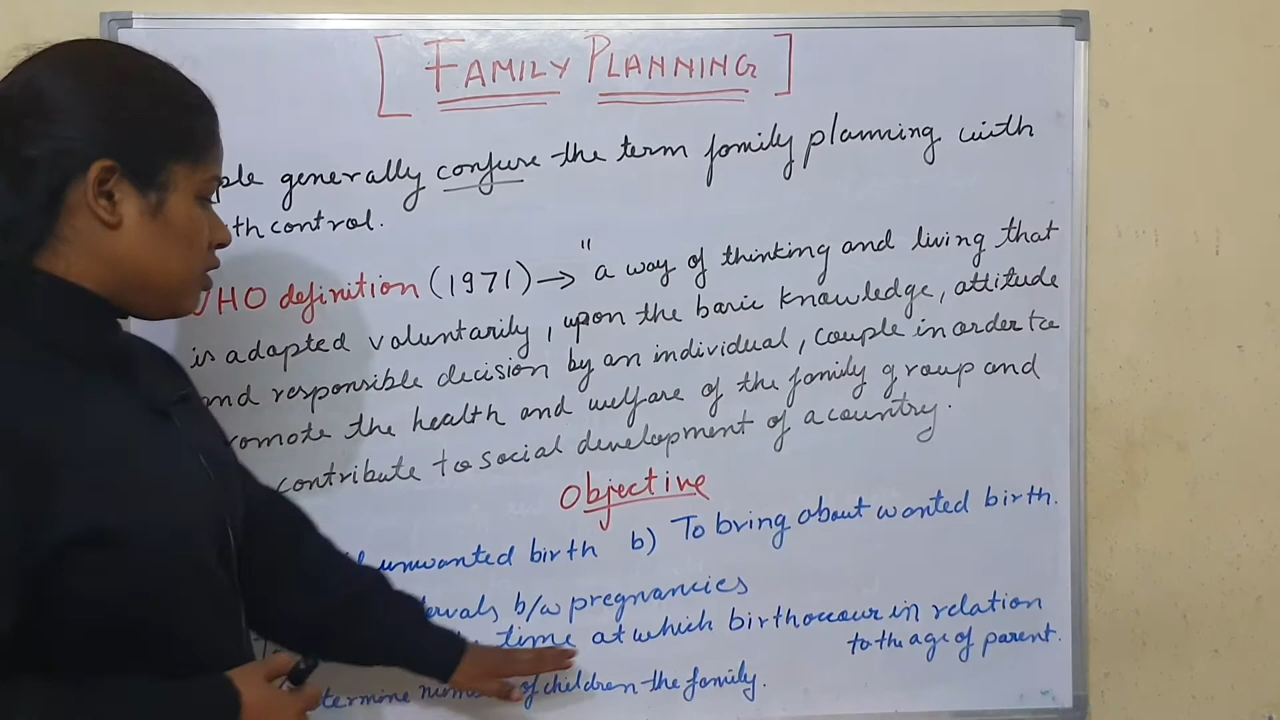 [ FAMILY PLANNING ]
generally confuse the term family planning with
control.
definition (1971) → " a way of thinking and living that
is adapted voluntarily, upon the basic knowledge, attitude
and responsible decision by an individual, couple in order to
the health and welfare of the family group and
contribute to social development of a country.
Objective
unwanted birth b) To bring about wanted birth.
b/w pregnancies
time at which birth occour in relation
to the age of parent.
of children the family.